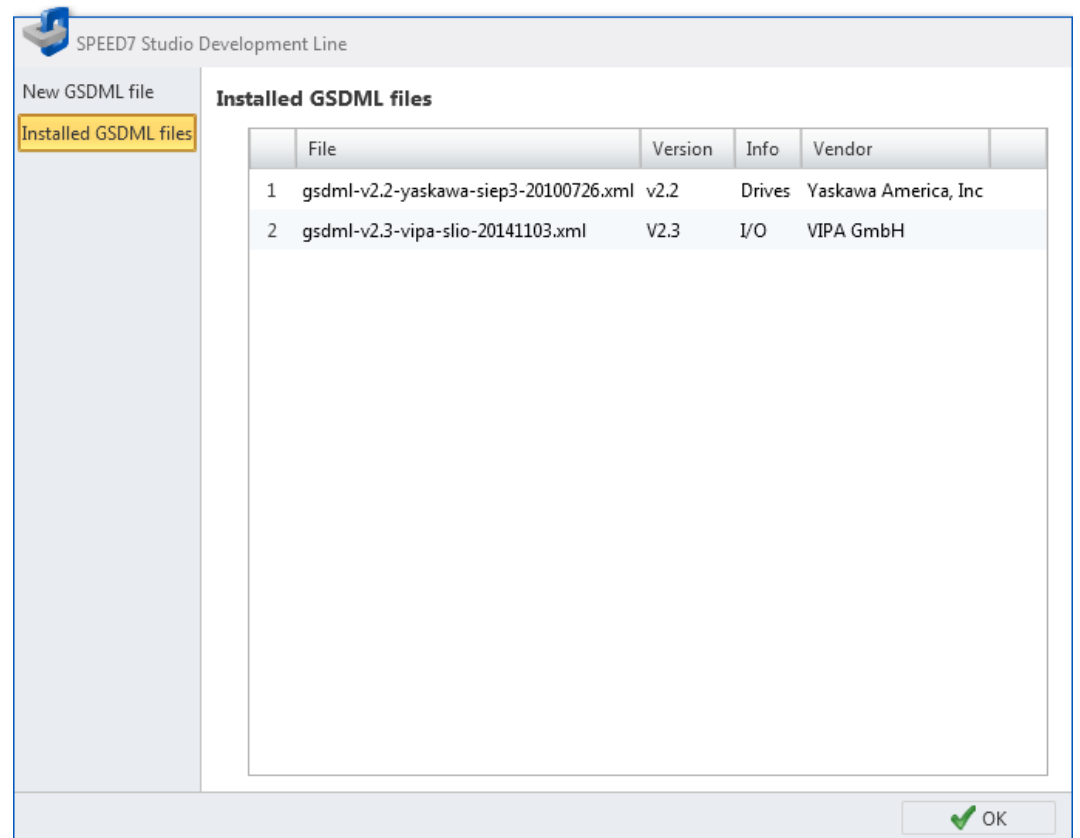 SPEED7 Studio Development Line
New GSDML file
Installed GSDML files
Installed GSDML files
File Version Info Vendor
1 gsdml-v2.2-yaskawa-siep3-20100726.xml v2.2 Drives Yaskawa America, Inc
2 gsdml-v2.3-vipa-slio-20141103.xml V2.3 I/O VIPA GmbH
OK